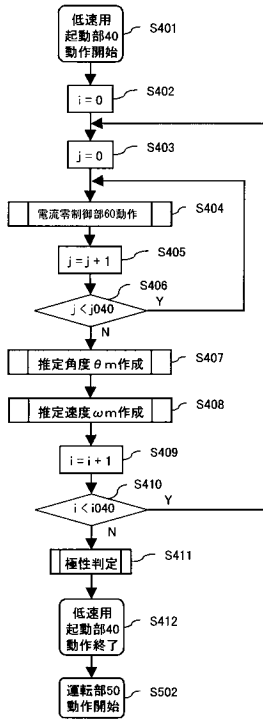 低速用
起動部40
動作開始
S401
i = 0
S402
j = 0
S403
電流零制御部60動作
S404
j = j + 1
S405
S406
j < j040
Y
N
推定角度θm作成
S407
推定速度ωm作成
S408
i = i + 1
S409
S410
i < i040
Y
N
極性判定
S411
低速用
起動部40
動作終了
S412
運転部50
動作開始
S502